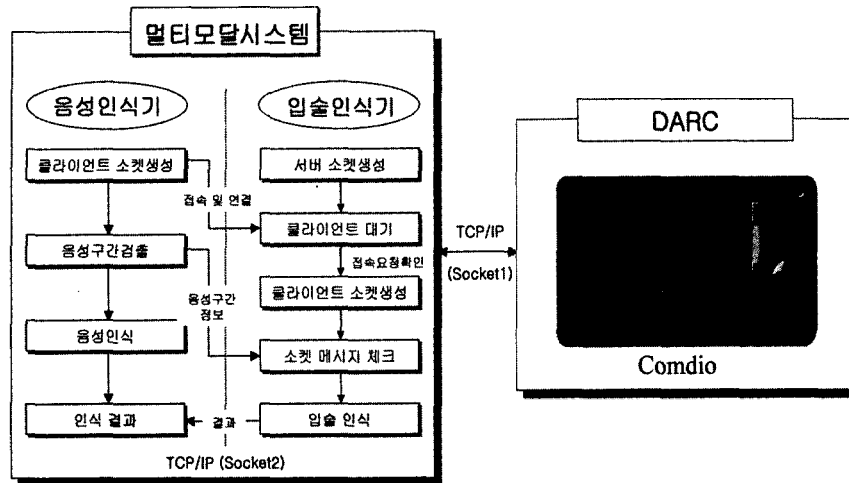 멀티모달시스템
음성인식기
클라이언트 소켓생성
음성구간검출
음성인식
인식 결과
접속 및 연결
음성구간
정보
결과
입술인식기
서버 소켓생성
클라이언트 대기
접속요청확인
클라이언트 소켓생성
소켓 메시지 체크
입술 인식
TCP/IP (Socket2)
TCP/IP
(Socket1)
DARC
Comdio